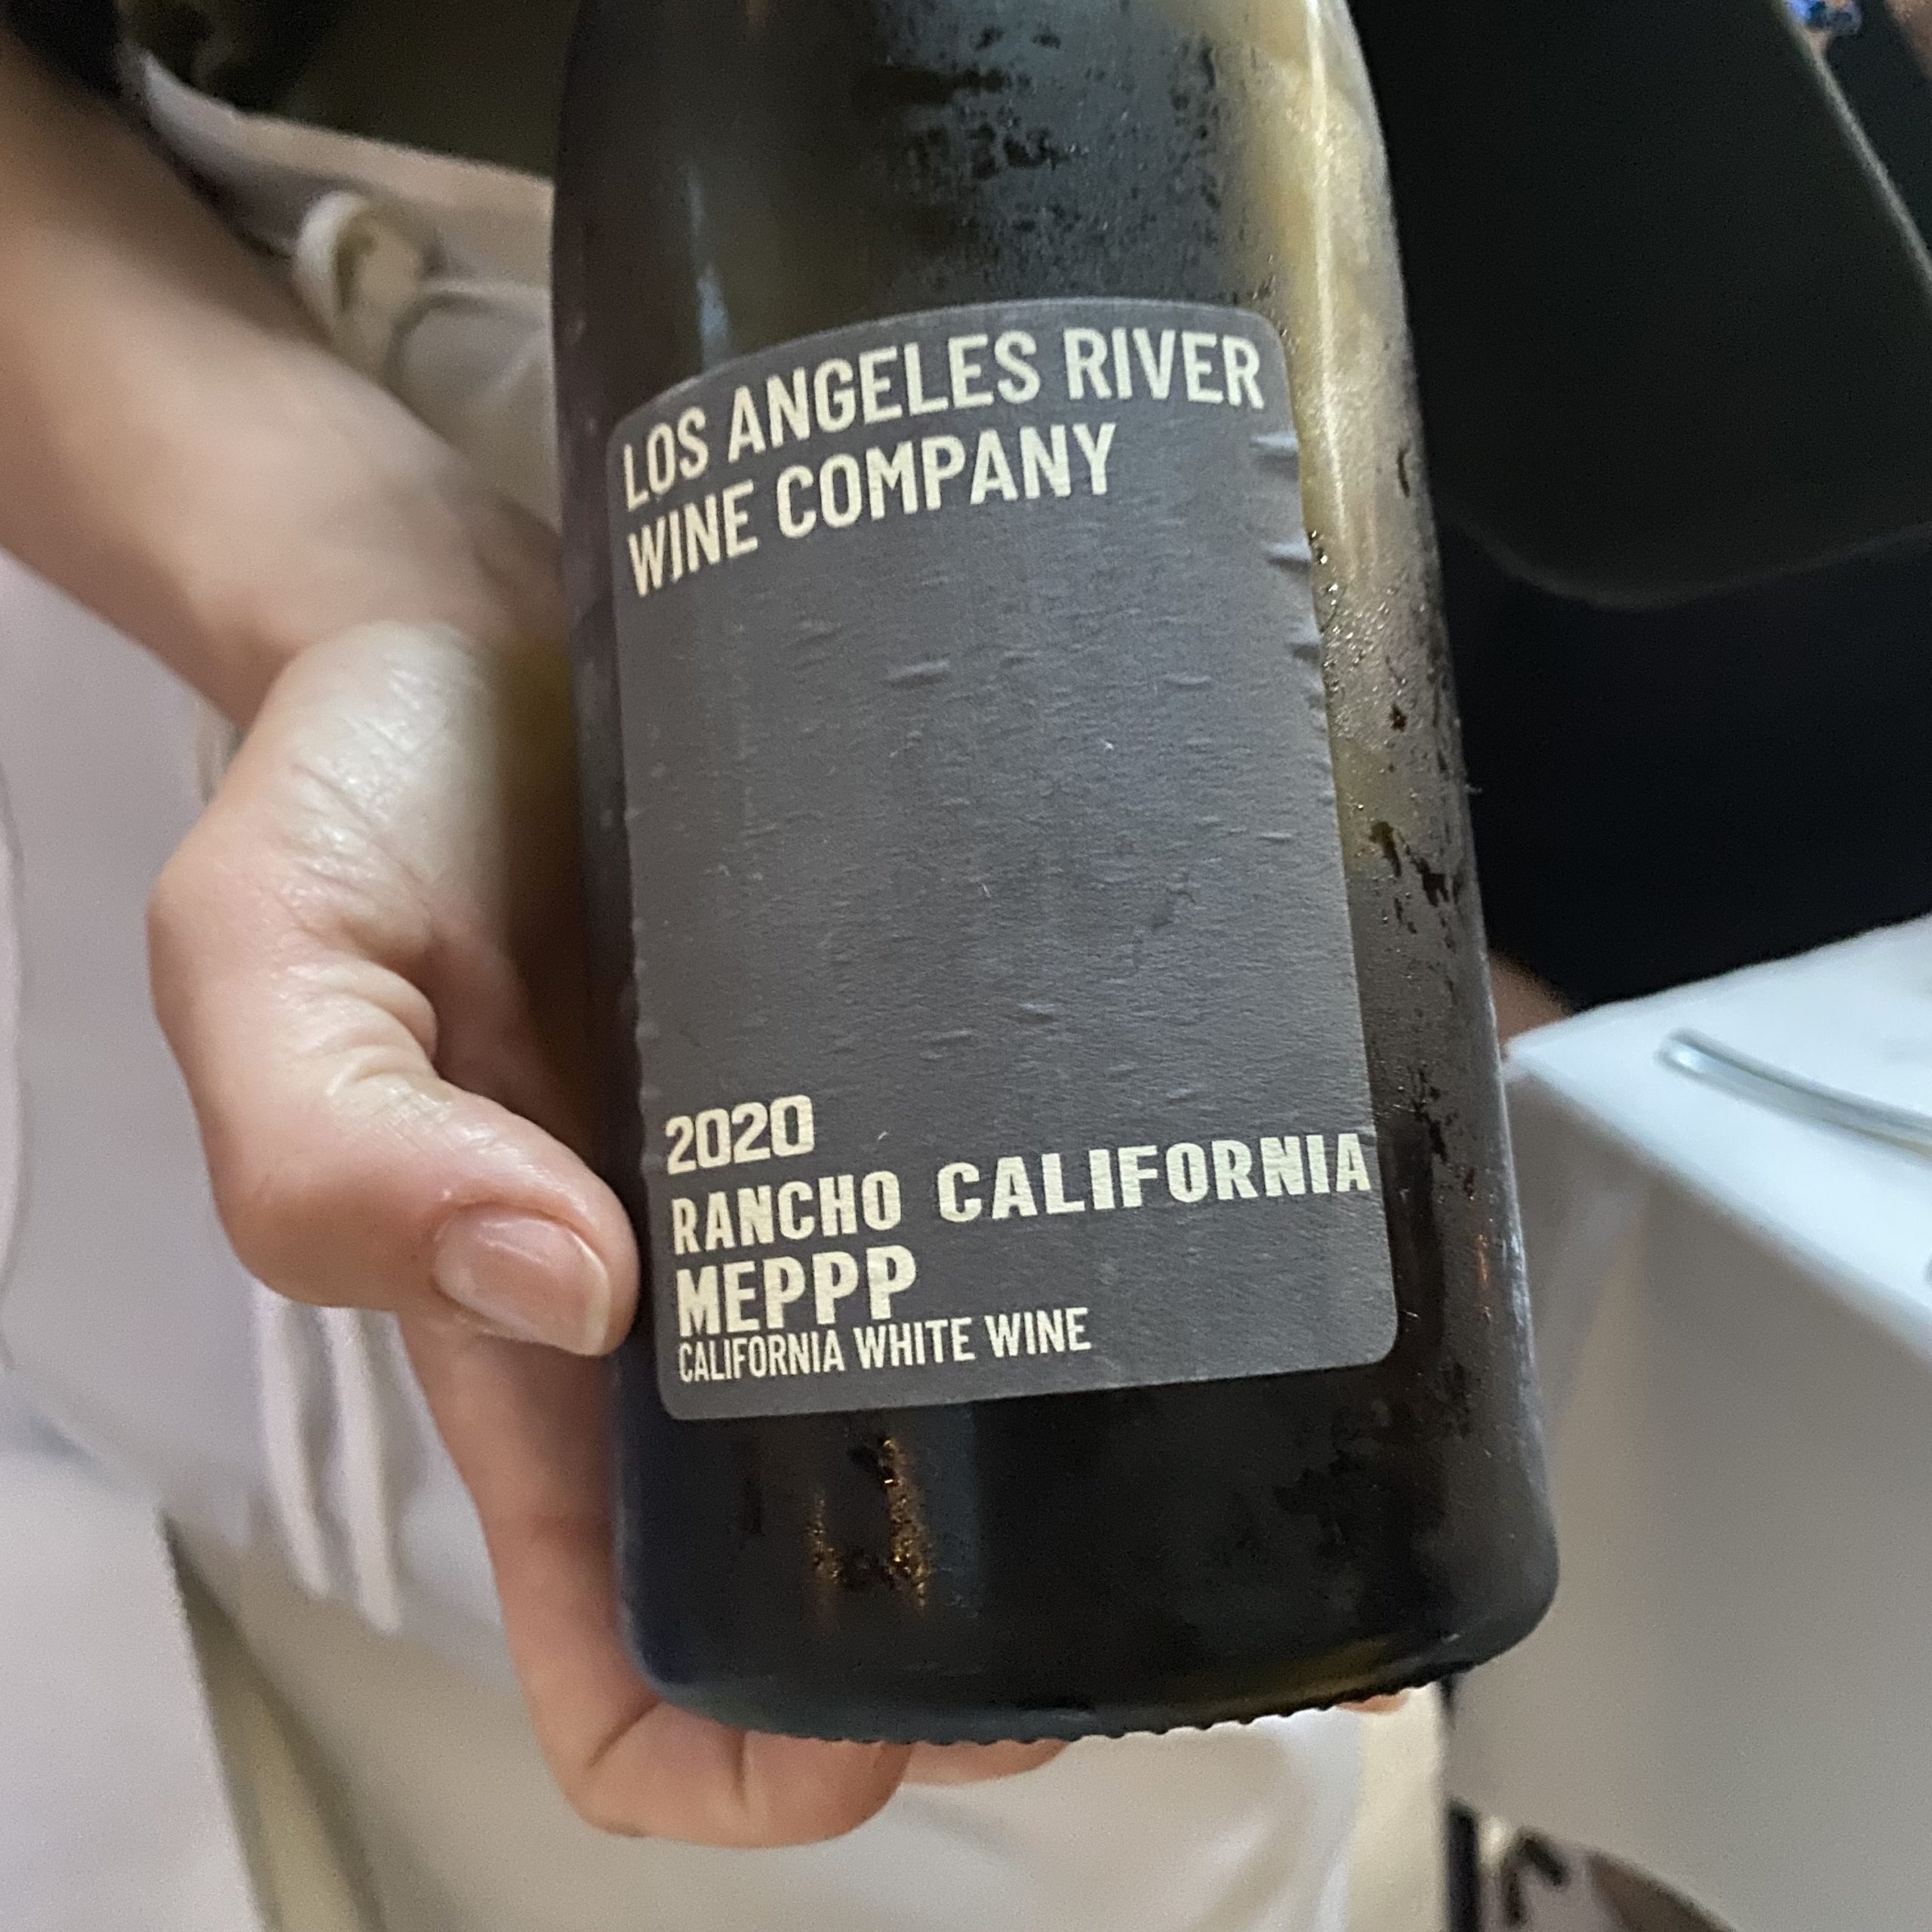 LOS ANGELES RIVER
WINE COMPANY
2020
RANCHO CALIFORNIA
MEPPP
CALIFORNIA WHITE WINE